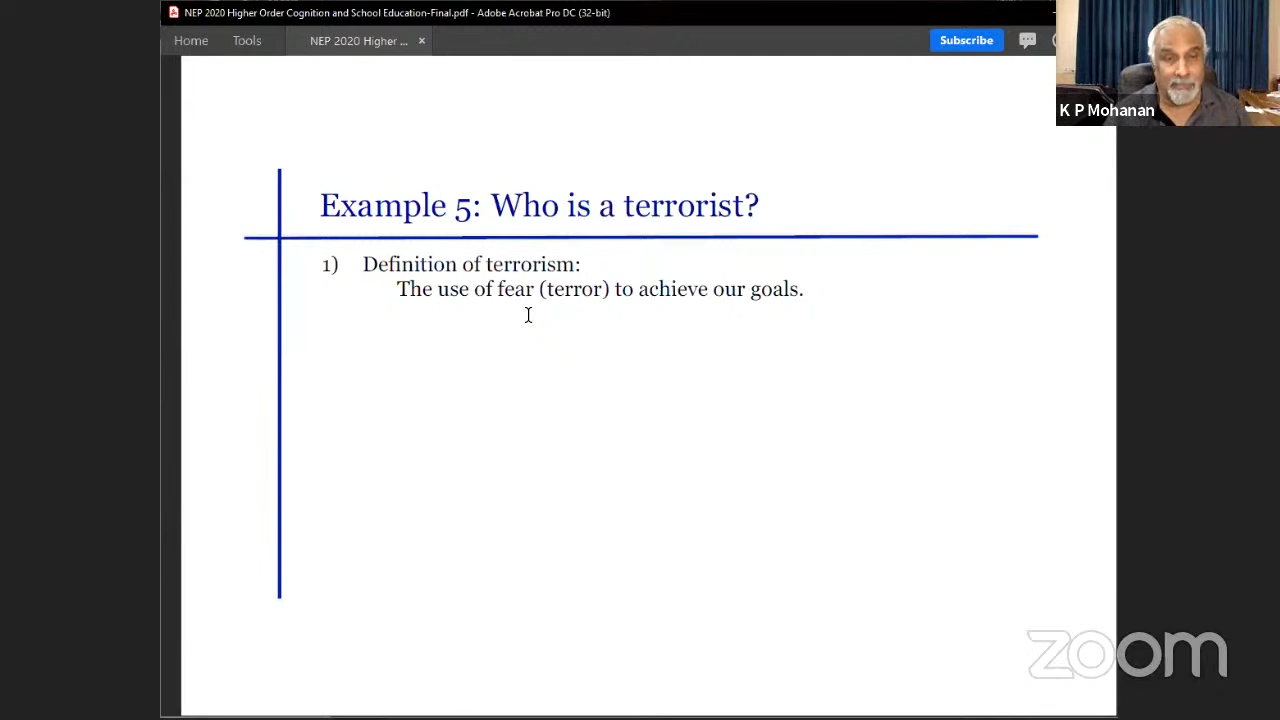 NEP 2020 Higher Order Cognition and School Education-Final.pdf - Adobe Acrobat Pro DC (32-bit)
Home Tools NEP 2020 Higher ... × Subscribe
K P Mohanan
Example 5: Who is a terrorist?
1) Definition of terrorism:
The use of fear (terror) to achieve our goals.
zoom